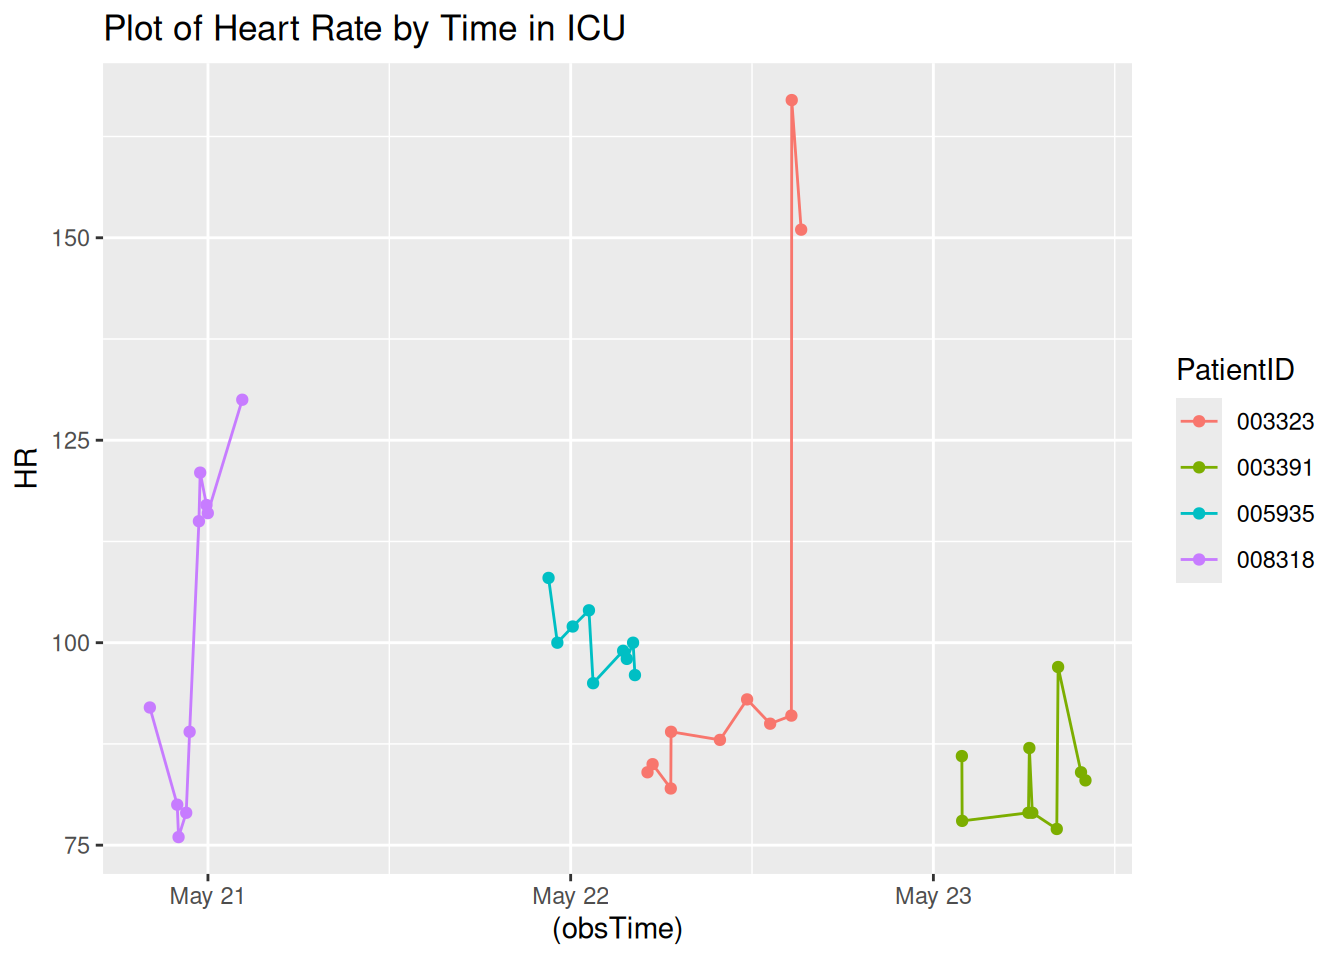 Plot of Heart Rate by Time in ICU
150
125
100
75
HR
May 21
May 22
May 23
(obsTime)
PatientID
003323
003391
005935
008318